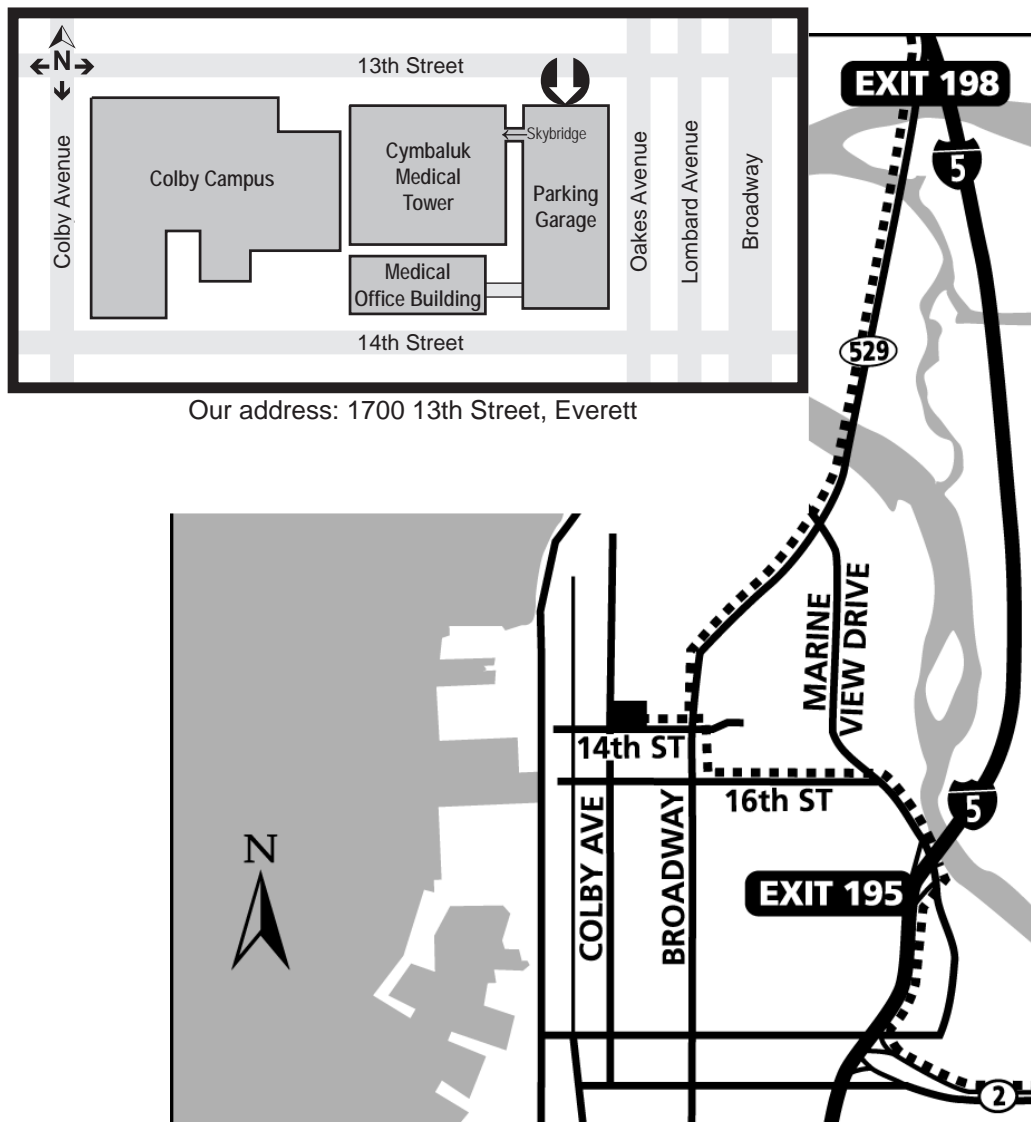 N
13th Street
Colby Avenue
Colby Campus
Cymbaluk
Medical
Tower
Skybridge
Parking
Garage
Medical
Office Building
Oakes Avenue
Lombard Avenue
Broadway
14th Street
Our address: 1700 13th Street, Everett
EXIT 198
5
529
MARINE
VIEW DRIVE
14th ST
16th ST
COLBY AVE
BROADWAY
5
EXIT 195
N
2